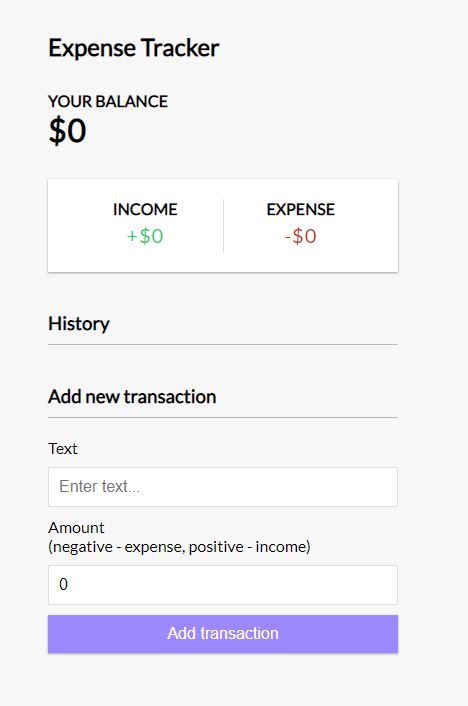 Expense Tracker
YOUR BALANCE
$0
INCOME
EXPENSE
+$0
-$0
History
Add new transaction
Text
Enter text...
Amount
(negative - expense, positive - income)
0
Add transaction